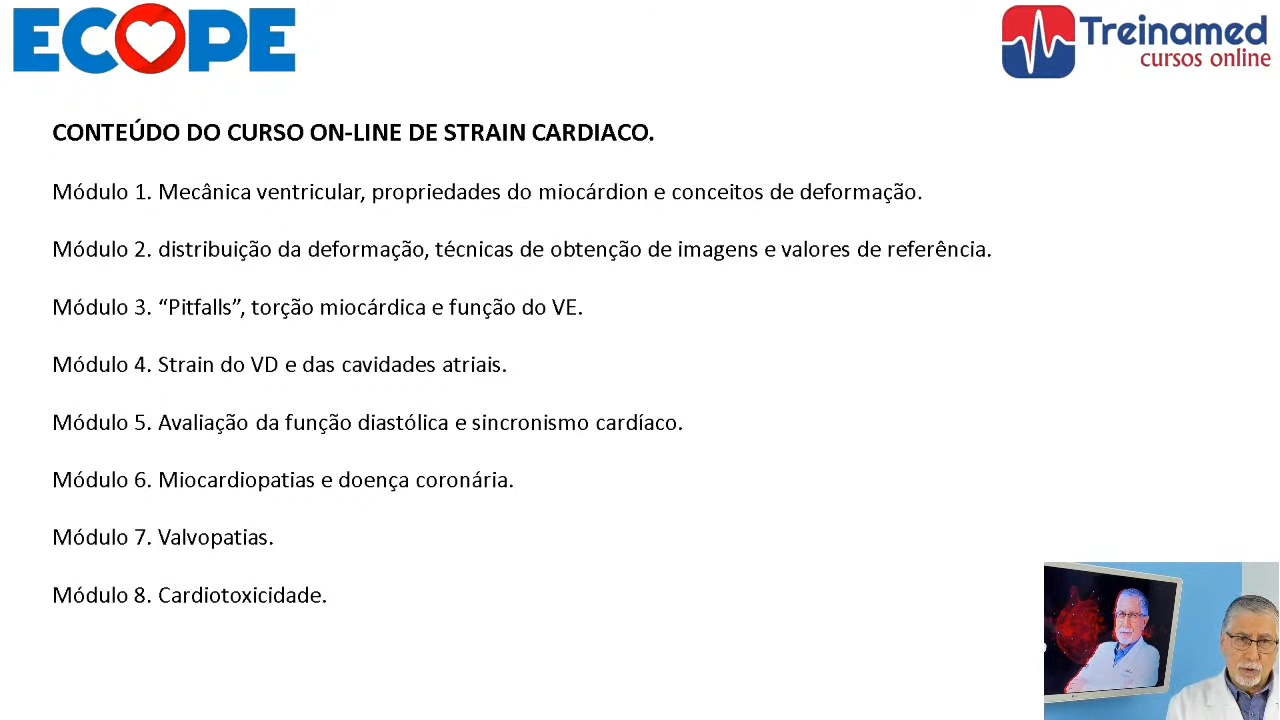 ECOPE
Treinamed
cursos online
CONTEÚDO DO CURSO ON-LINE DE STRAIN CARDIACO.
Módulo 1. Mecânica ventricular, propriedades do miocárdion e conceitos de deformação.
Módulo 2. distribuição da deformação, técnicas de obtenção de imagens e valores de referência.
Módulo 3. “Pitfalls”, torção miocárdica e função do VE.
Módulo 4. Strain do VD e das cavidades atriais.
Módulo 5. Avaliação da função diastólica e sincronismo cardíaco.
Módulo 6. Miocardiopatias e doença coronária.
Módulo 7. Valvopatias.
Módulo 8. Cardiotoxicidade.